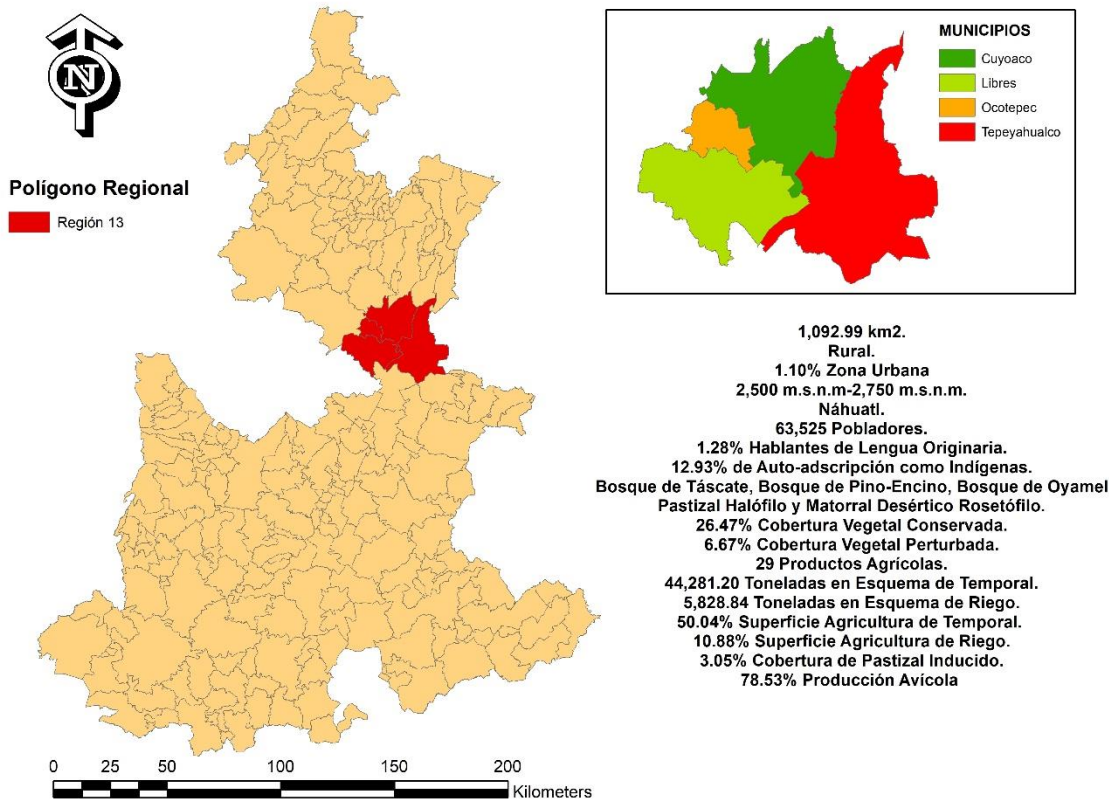 N
Polígono Regional
Región 13
MUNICIPIOS
Cuyoaco
Libres
Ocotepec
Tepeyahualco
1,092.99 km2.
Rural.
1.10% Zona Urbana
2,500 m.s.n.m-2,750 m.s.n.m.
Náhuatl.
63,525 Pobladores.
1.28% Hablantes de Lengua Originaria.
12.93% de Auto-adscripción como Indígenas.
Bosque de Táscate, Bosque de Pino-Encino, Bosque de Oyamel
Pastizal Halófilo y Matorral Desértico Rosetófilo.
26.47% Cobertura Vegetal Conservada.
6.67% Cobertura Vegetal Perturbada.
29 Productos Agrícolas.
44,281.20 Toneladas en Esquema de Temporal.
5,828.84 Toneladas en Esquema de Riego.
50.04% Superficie Agricultura de Temporal.
10.88% Superficie Agricultura de Riego.
3.05% Cobertura de Pastizal Inducido.
78.53% Producción Avícola
0 25 50 100 150 200
Kilometers